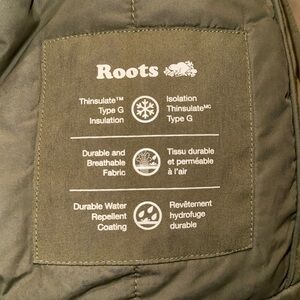 Roots
Thinsulate™
Type G
Insulation
Isolation
Thinsulate MC
Type G
Durable and
Breathable
Fabric
Tissu durable
et perméable
à l'air
Durable Water
Repellent
Coating
Revêtement
hydrofuge
durable